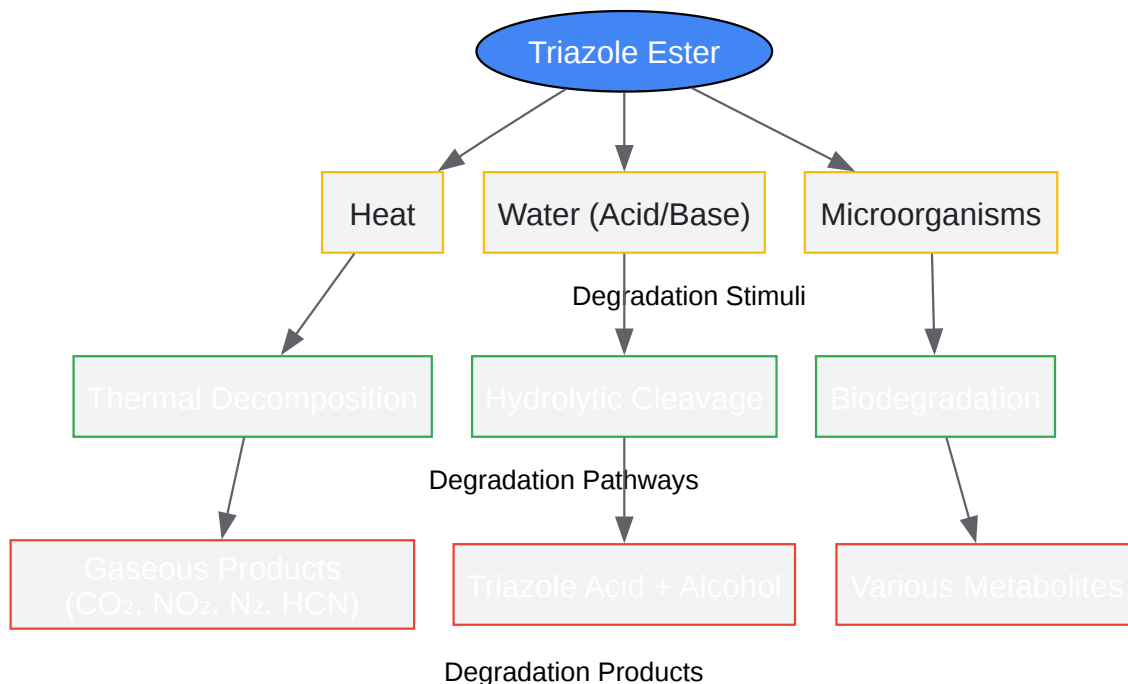 Triazole Ester
Heat
Water (Acid/Base)
Microorganisms
Degradation Stimuli
Thermal Decomposition
Hydrolytic Cleavage
Biodegradation
Degradation Pathways
Gaseous Products
(CO₂, NO₂, N₂, HCN)
Triazole Acid + Alcohol
Various Metabolites
Degradation Products